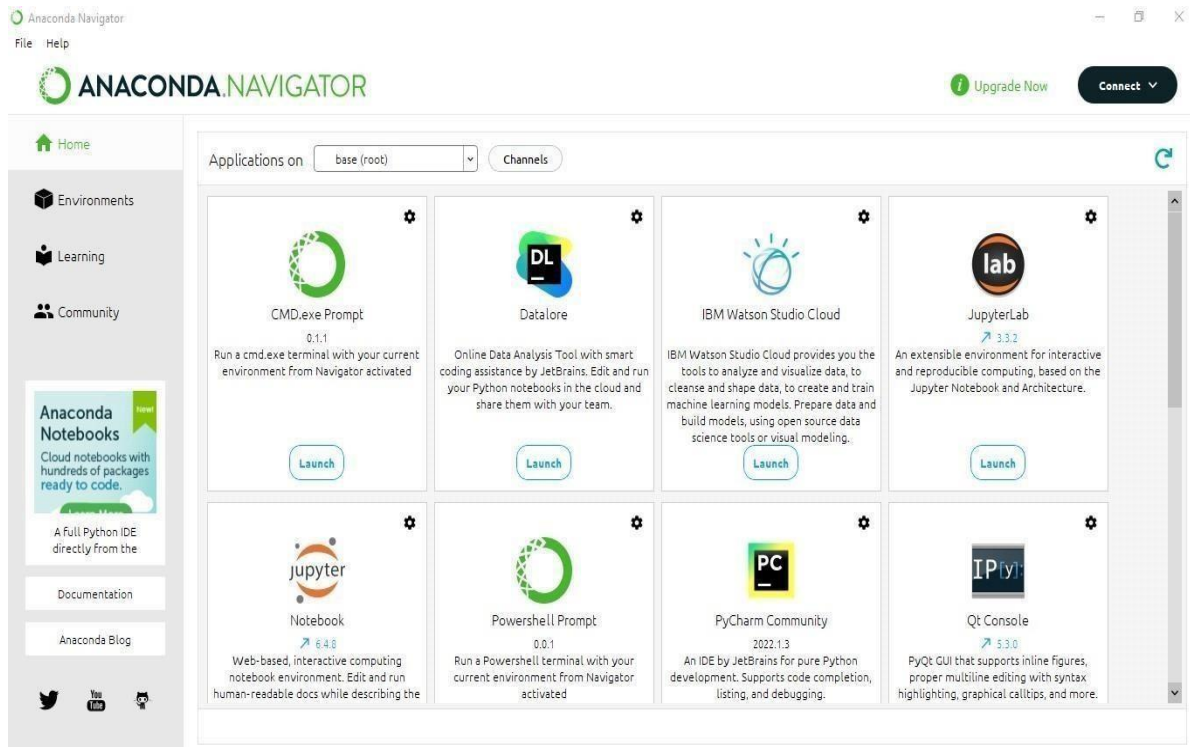 Anaconda Navigator
File Help
ANACONDA.NAVIGATOR
i Upgrade Now
Connect
Home
Environments
Learning
Community
Anaconda
Notebooks
New!
Cloud notebooks with
hundreds of packages
ready to code.
Learn More
A full Python IDE
directly from the
Documentation
Anaconda Blog
You
Tube
Applications on base (root) Channels
CMD.exe Prompt
0.1.1
Run a cmd.exe terminal with your current
environment from Navigator activated
Launch
DL
Datalore
Online Data Analysis Tool with smart
coding assistance by JetBrains. Edit and run
your Python notebooks in the cloud and
share them with your team.
Launch
IBM Watson Studio Cloud
IBM Watson Studio Cloud provides you the
tools to analyze and visualize data, to
cleanse and shape data, to create and train
machine learning models. Prepare data and
build models, using open source data
science tools or visual modeling.
Launch
lab
JupyterLab
3.3.2
An extensible environment for interactive
and reproducible computing, based on the
Jupyter Notebook and Architecture.
Launch
jupyter
Notebook
6.4.8
Web-based, interactive computing
notebook environment. Edit and run
human-readable docs while describing the
Powershell Prompt
0.0.1
Run a Powershell terminal with your
current environment from Navigator
activated
PC
PyCharm Community
2022.1.3
An IDE by JetBrains for pure Python
development. Supports code completion,
listing, and debugging.
IP[y]:
Qt Console
5.3.0
PyQt GUI that supports inline figures,
proper multiline editing with syntax
highlighting, graphical calltips, and more.